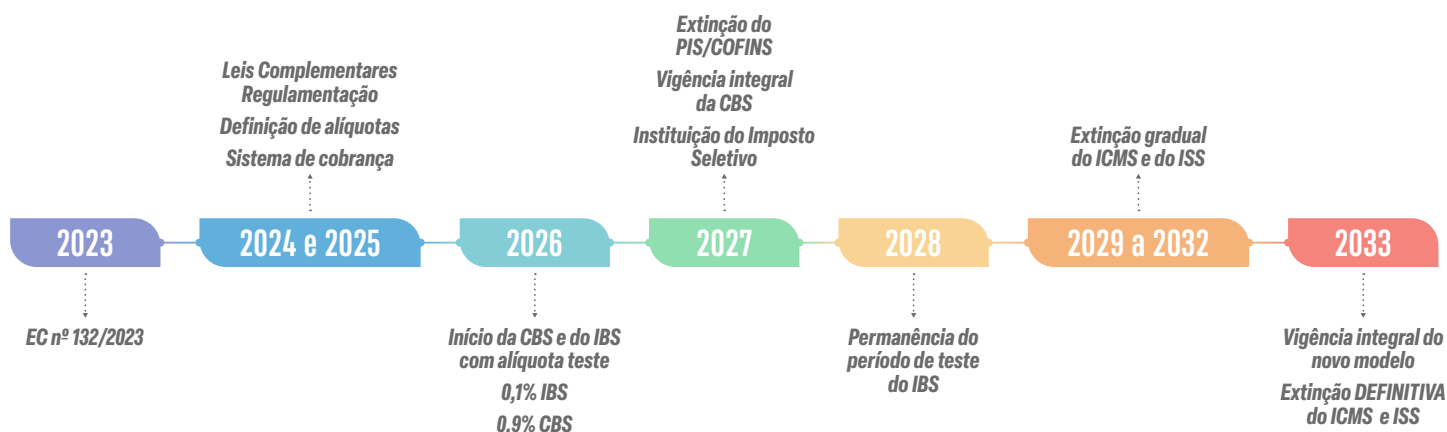 2023
EC nº 132/2023
Leis Complementares
Regulamentação
Definição de alíquotas
Sistema de cobrança
2024 e 2025
2026
Início da CBS e do IBS
com alíquota teste
0,1% IBS
0,9% CBS
Extinção do
PIS/COFINS
Vigência integral
da CBS
Instituição do Imposto
Seletivo
2027
2028
Permanência do
período de teste
do IBS
Extinção gradual
do ICMS e do ISS
2029 a 2032
2033
Vigência integral do
novo modelo
Extinção DEFINITIVA
do ICMS e ISS